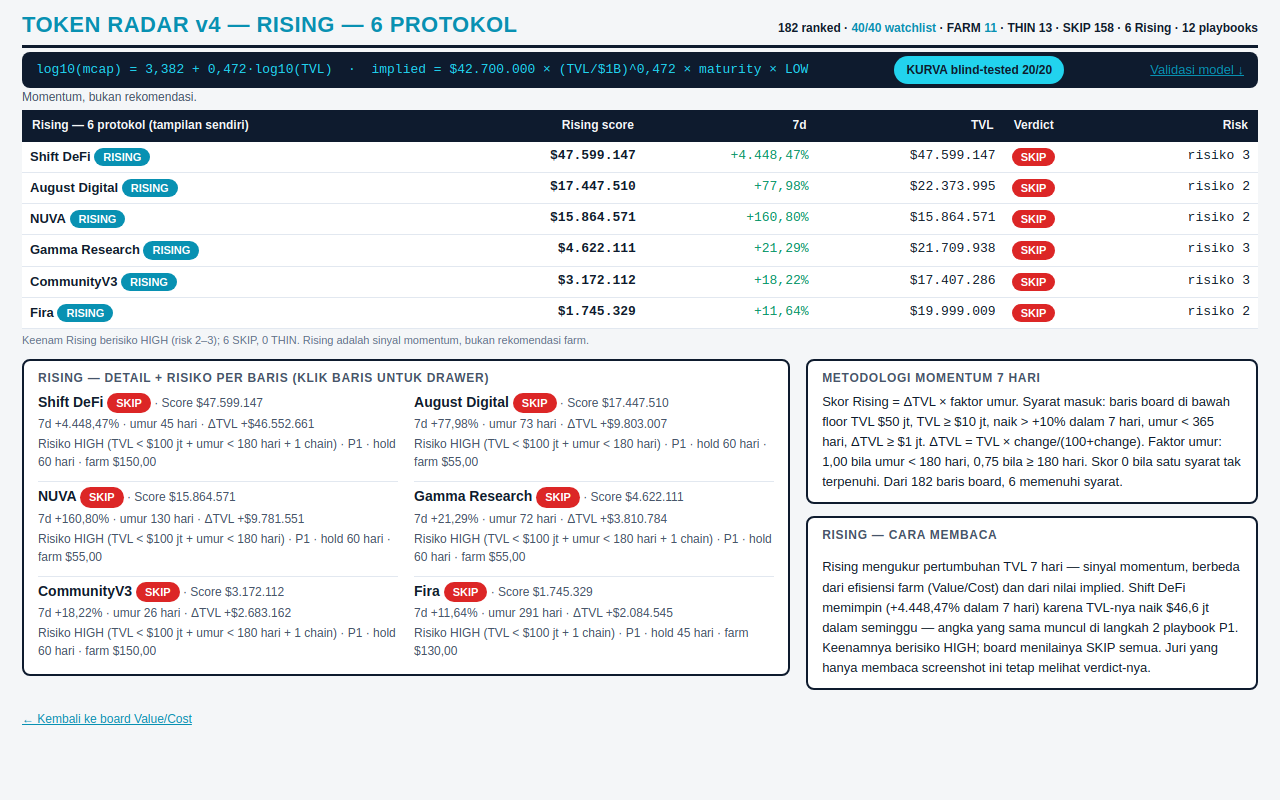 TOKEN RADAR v4 — RISING — 6 PROTOKOL
182 ranked · 40/40 watchlist · FARM 11 · THIN 13 · SKIP 158 · 6 Rising · 12 playbooks
log10(mcap) = 3,382 + 0,472·log10(TVL) · implied = $42.700.000 × (TVL/$1B)^0,472 × maturity × LOW
KURVA blind-tested 20/20
Validasi model ↓
Momentum, bukan rekomendasi.
Rising — 6 protokol (tampilan sendiri) Rising score 7d TVL Verdict Risk
Shift DeFi RISING $47.599.147 +4.448,47% $47.599.147 SKIP risiko 3
August Digital RISING $17.447.510 +77,98% $22.373.995 SKIP risiko 2
NUVA RISING $15.864.571 +160,80% $15.864.571 SKIP risiko 2
Gamma Research RISING $4.622.111 +21,29% $21.709.938 SKIP risiko 3
CommunityV3 RISING $3.172.112 +18,22% $17.407.286 SKIP risiko 3
Fira RISING $1.745.329 +11,64% $19.999.009 SKIP risiko 2
Keenam Rising berisiko HIGH (risk 2–3); 6 SKIP, 0 THIN. Rising adalah sinyal momentum, bukan rekomendasi farm.
RISING — DETAIL + RISIKO PER BARIS (KLIK BARIS UNTUK DRAWER)
Shift DeFi SKIP · Score $47.599.147
7d +4.448,47% · umur 45 hari · ΔTVL +$46.552.661
Risiko HIGH (TVL < $100 jt + umur < 180 hari + 1 chain) · P1 · hold
60 hari · farm $150,00
August Digital SKIP · Score $17.447.510
7d +77,98% · umur 73 hari · ΔTVL +$9.803.007
Risiko HIGH (TVL < $100 jt + umur < 180 hari) · P1 · hold 60 hari ·
farm $55,00
NUVA SKIP · Score $15.864.571
7d +160,80% · umur 130 hari · ΔTVL +$9.781.551
Risiko HIGH (TVL < $100 jt + umur < 180 hari) · P1 · hold 60 hari ·
farm $55,00
Gamma Research SKIP · Score $4.622.111
7d +21,29% · umur 72 hari · ΔTVL +$3.810.784
Risiko HIGH (TVL < $100 jt + umur < 180 hari + 1 chain) · P1 · hold
60 hari · farm $55,00
CommunityV3 SKIP · Score $3.172.112
7d +18,22% · umur 26 hari · ΔTVL +$2.683.162
Risiko HIGH (TVL < $100 jt + umur < 180 hari + 1 chain) · P1 · hold
60 hari · farm $150,00
Fira SKIP · Score $1.745.329
7d +11,64% · umur 291 hari · ΔTVL +$2.084.545
Risiko HIGH (TVL < $100 jt + 1 chain) · P1 · hold 45 hari · farm
$130,00
METODOLOGI MOMENTUM 7 HARI
Skor Rising = ΔTVL × faktor umur. Syarat masuk: baris board di bawah
floor TVL $50 jt, TVL ≥ $10 jt, naik > +10% dalam 7 hari, umur < 365
hari, ΔTVL ≥ $1 jt. ΔTVL = TVL × change/(100+change). Faktor umur:
1,00 bila umur < 180 hari, 0,75 bila ≥ 180 hari. Skor 0 bila satu syarat tak
terpenuhi. Dari 182 baris board, 6 memenuhi syarat.
RISING — CARA MEMBACA
Rising mengukur pertumbuhan TVL 7 hari — sinyal momentum, berbeda
dari efisiensi farm (Value/Cost) dan dari nilai implied. Shift DeFi
memimpin (+4.448,47% dalam 7 hari) karena TVL-nya naik $46,6 jt
dalam seminggu — angka yang sama muncul di langkah 2 playbook P1.
Keenamnya berisiko HIGH; board menilainya SKIP semua. Juri yang
hanya membaca screenshot ini tetap melihat verdict-nya.
← Kembali ke board Value/Cost